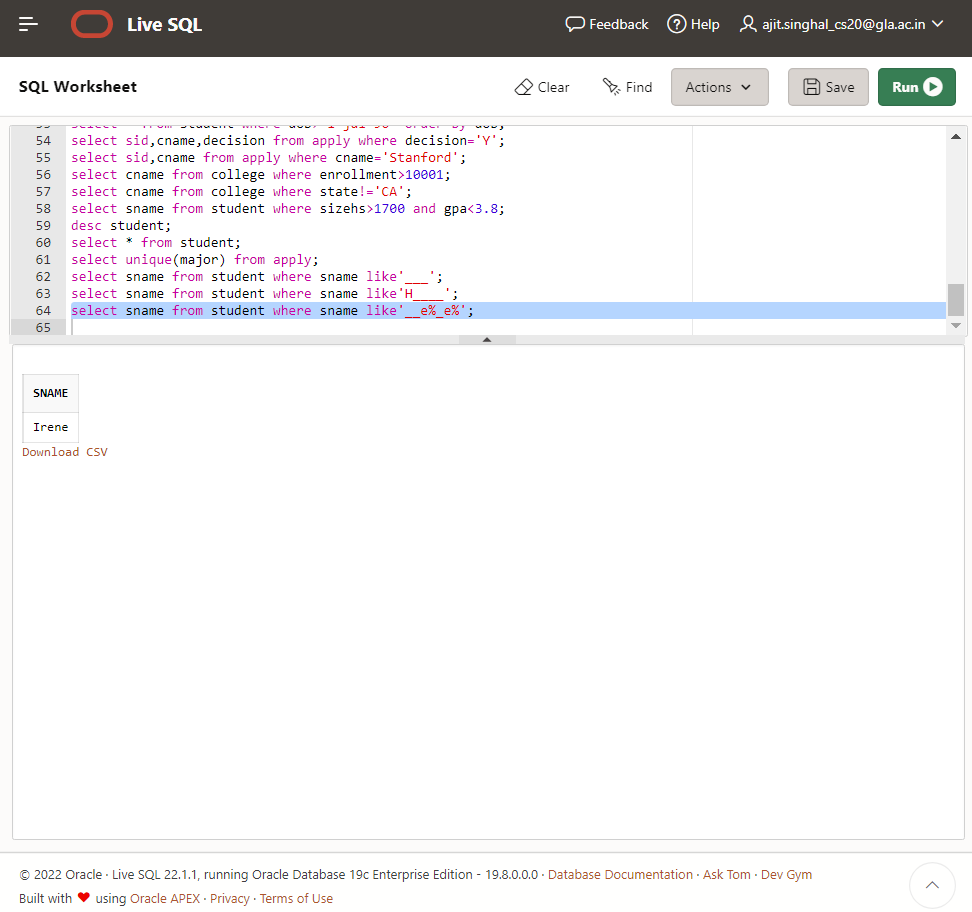 Live SQL Feedback Help ajit.singhal_cs20@gla.ac.in
SQL Worksheet Clear Find Actions Save Run
54 select sid,cname,decision from apply where decision='Y';
55 select sid,cname from apply where cname='Stanford';
56 select cname from college where enrollment>10001;
57 select cname from college where state!='CA';
58 select sname from student where sizehs>1700 and gpa<3.8;
59 desc student;
60 select * from student;
61 select unique(major) from apply;
62 select sname from student where sname like'___';
63 select sname from student where sname like'H____';
64 select sname from student where sname like'__e%_e%';
65
SNAME
Irene
Download CSV
© 2022 Oracle · Live SQL 22.1.1, running Oracle Database 19c Enterprise Edition - 19.8.0.0.0 · Database Documentation · Ask Tom · Dev Gym
Built with ❤ using Oracle APEX · Privacy · Terms of Use